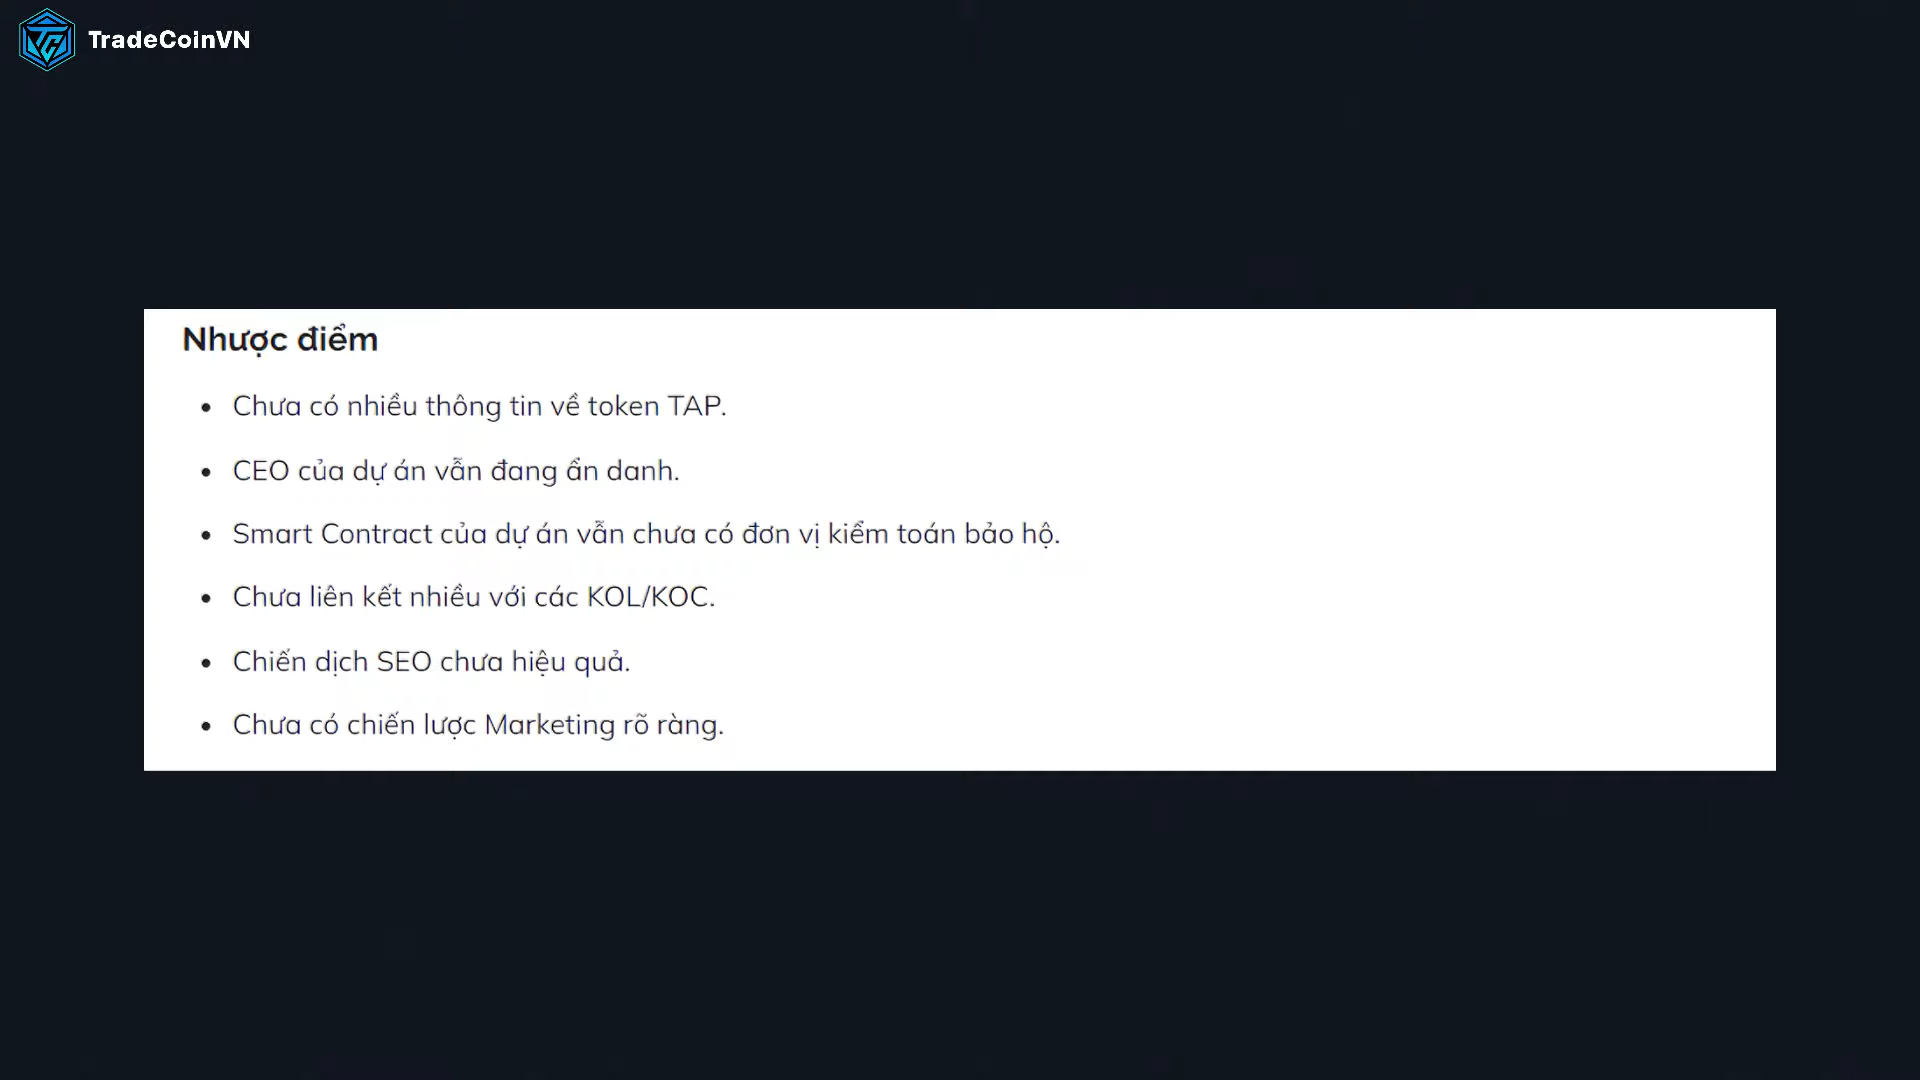 TradeCoinVN
Nhược điểm
• Chưa có nhiều thông tin về token TAP.
• CEO của dự án vẫn đang ẩn danh.
• Smart Contract của dự án vẫn chưa có đơn vị kiểm toán bảo hộ.
• Chưa liên kết nhiều với các KOL/KOC.
• Chiến dịch SEO chưa hiệu quả.
• Chưa có chiến lược Marketing rõ ràng.